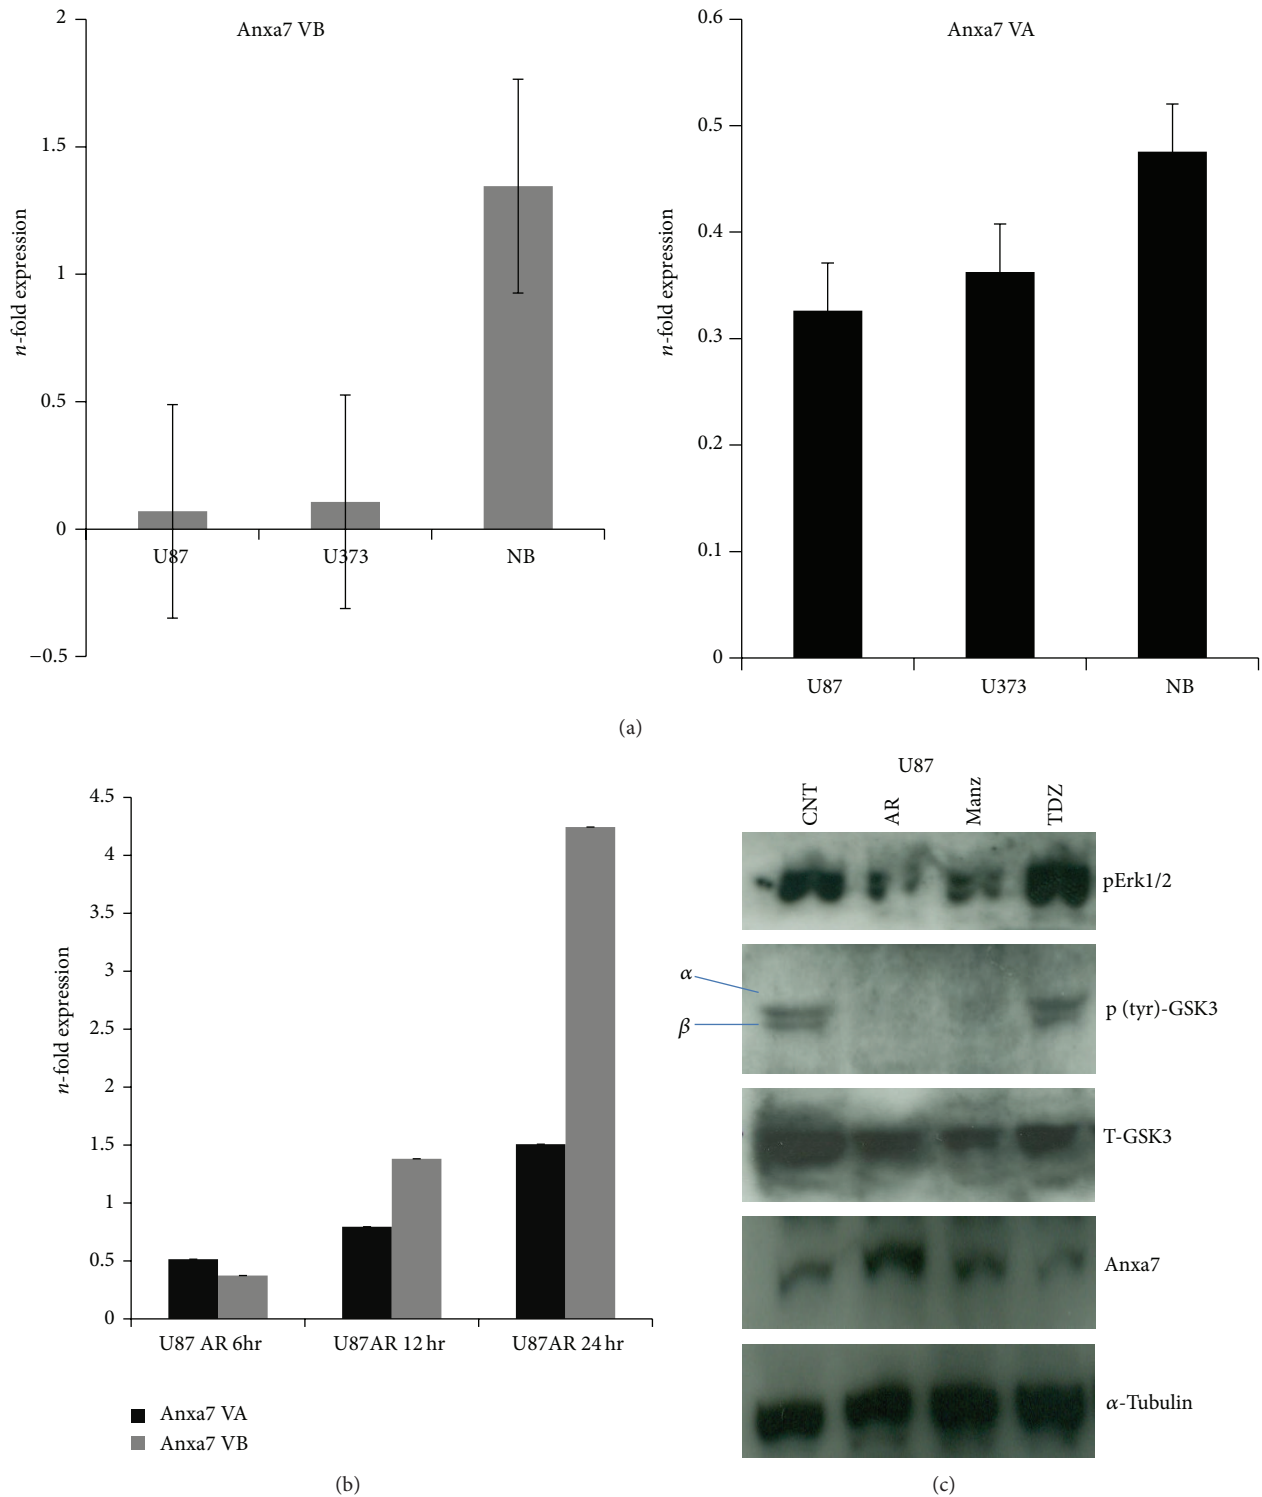 Anxa7 VB
2
1.5
1
0.5
0
−0.5
n-fold expression
U87
U373
NB
Anxa7 VA
0.6
0.5
0.4
0.3
0.2
0.1
0
n-fold expression
U87
U373
NB
(a)
4.5
4
3.5
3
2.5
2
1.5
1
0.5
0
n-fold expression
U87 AR 6hr
U87AR 12 hr
U87AR 24 hr
Anxa7 VA
Anxa7 VB
(b)
U87
CNT
AR
Manz
TDZ
pErk1/2
α
β
p (tyr)-GSK3
T-GSK3
Anxa7
α-Tubulin
(c)